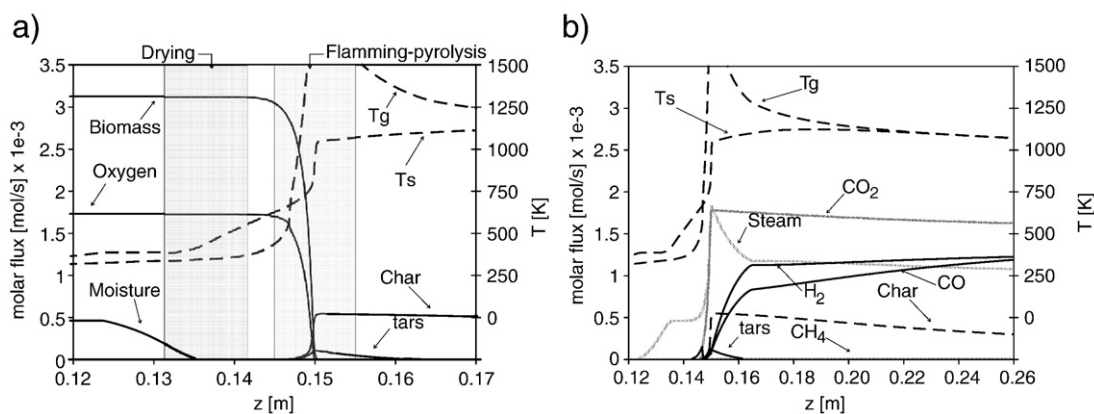 a)
Drying
Flamming-pyrolysis
3.5
3
2.5
2
1.5
1
0.5
0
molar flux [mol/s] x 1e-3
Biomass
Oxygen
Moisture
Tg
Ts
Char
tars
1500
1250
1000
750
500
250
0
T [K]
0.12 0.13 0.14 0.15 0.16 0.17
z [m]
b)
3.5
3
2.5
2
1.5
1
0.5
0
molar flux [mol/s] x 1e-3
Tg
Ts
CO2
Steam
H2
CO
Char
tars
CH4
1500
1250
1000
750
500
250
0
T [K]
0.12 0.14 0.16 0.18 0.20 0.22 0.24 0.26
z [m]